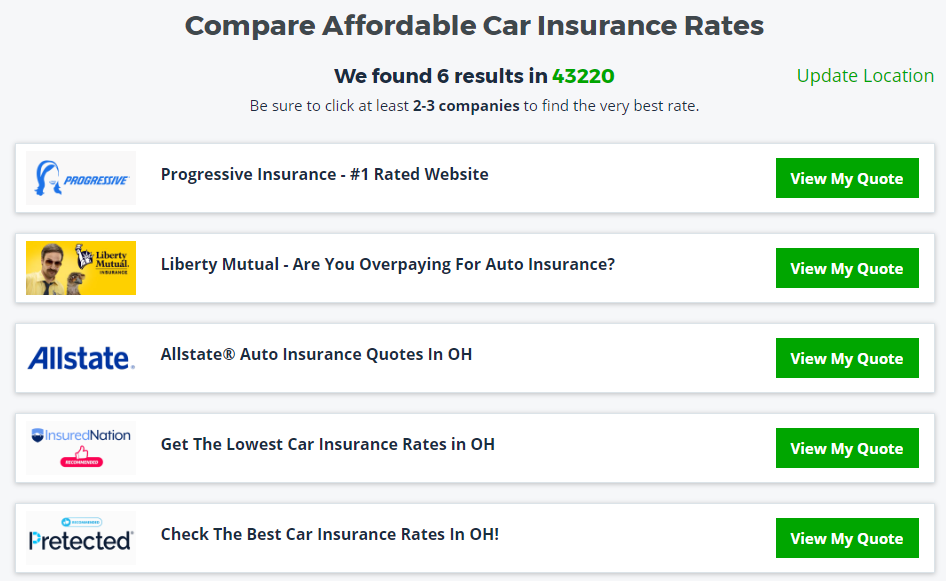 Compare Affordable Car Insurance Rates
We found 6 results in 43220
Update Location
Be sure to click at least 2-3 companies to find the very best rate.
PROGRESSIVE
Progressive Insurance - #1 Rated Website
View My Quote
Liberty
Mutual.
INSURANCE
Liberty Mutual - Are You Overpaying For Auto Insurance?
View My Quote
Allstate.
Allstate® Auto Insurance Quotes In OH
View My Quote
InsuredNation
RECOMMENDED
Get The Lowest Car Insurance Rates in OH
View My Quote
RECOMMENDED
Pretected®
Check The Best Car Insurance Rates In OH!
View My Quote